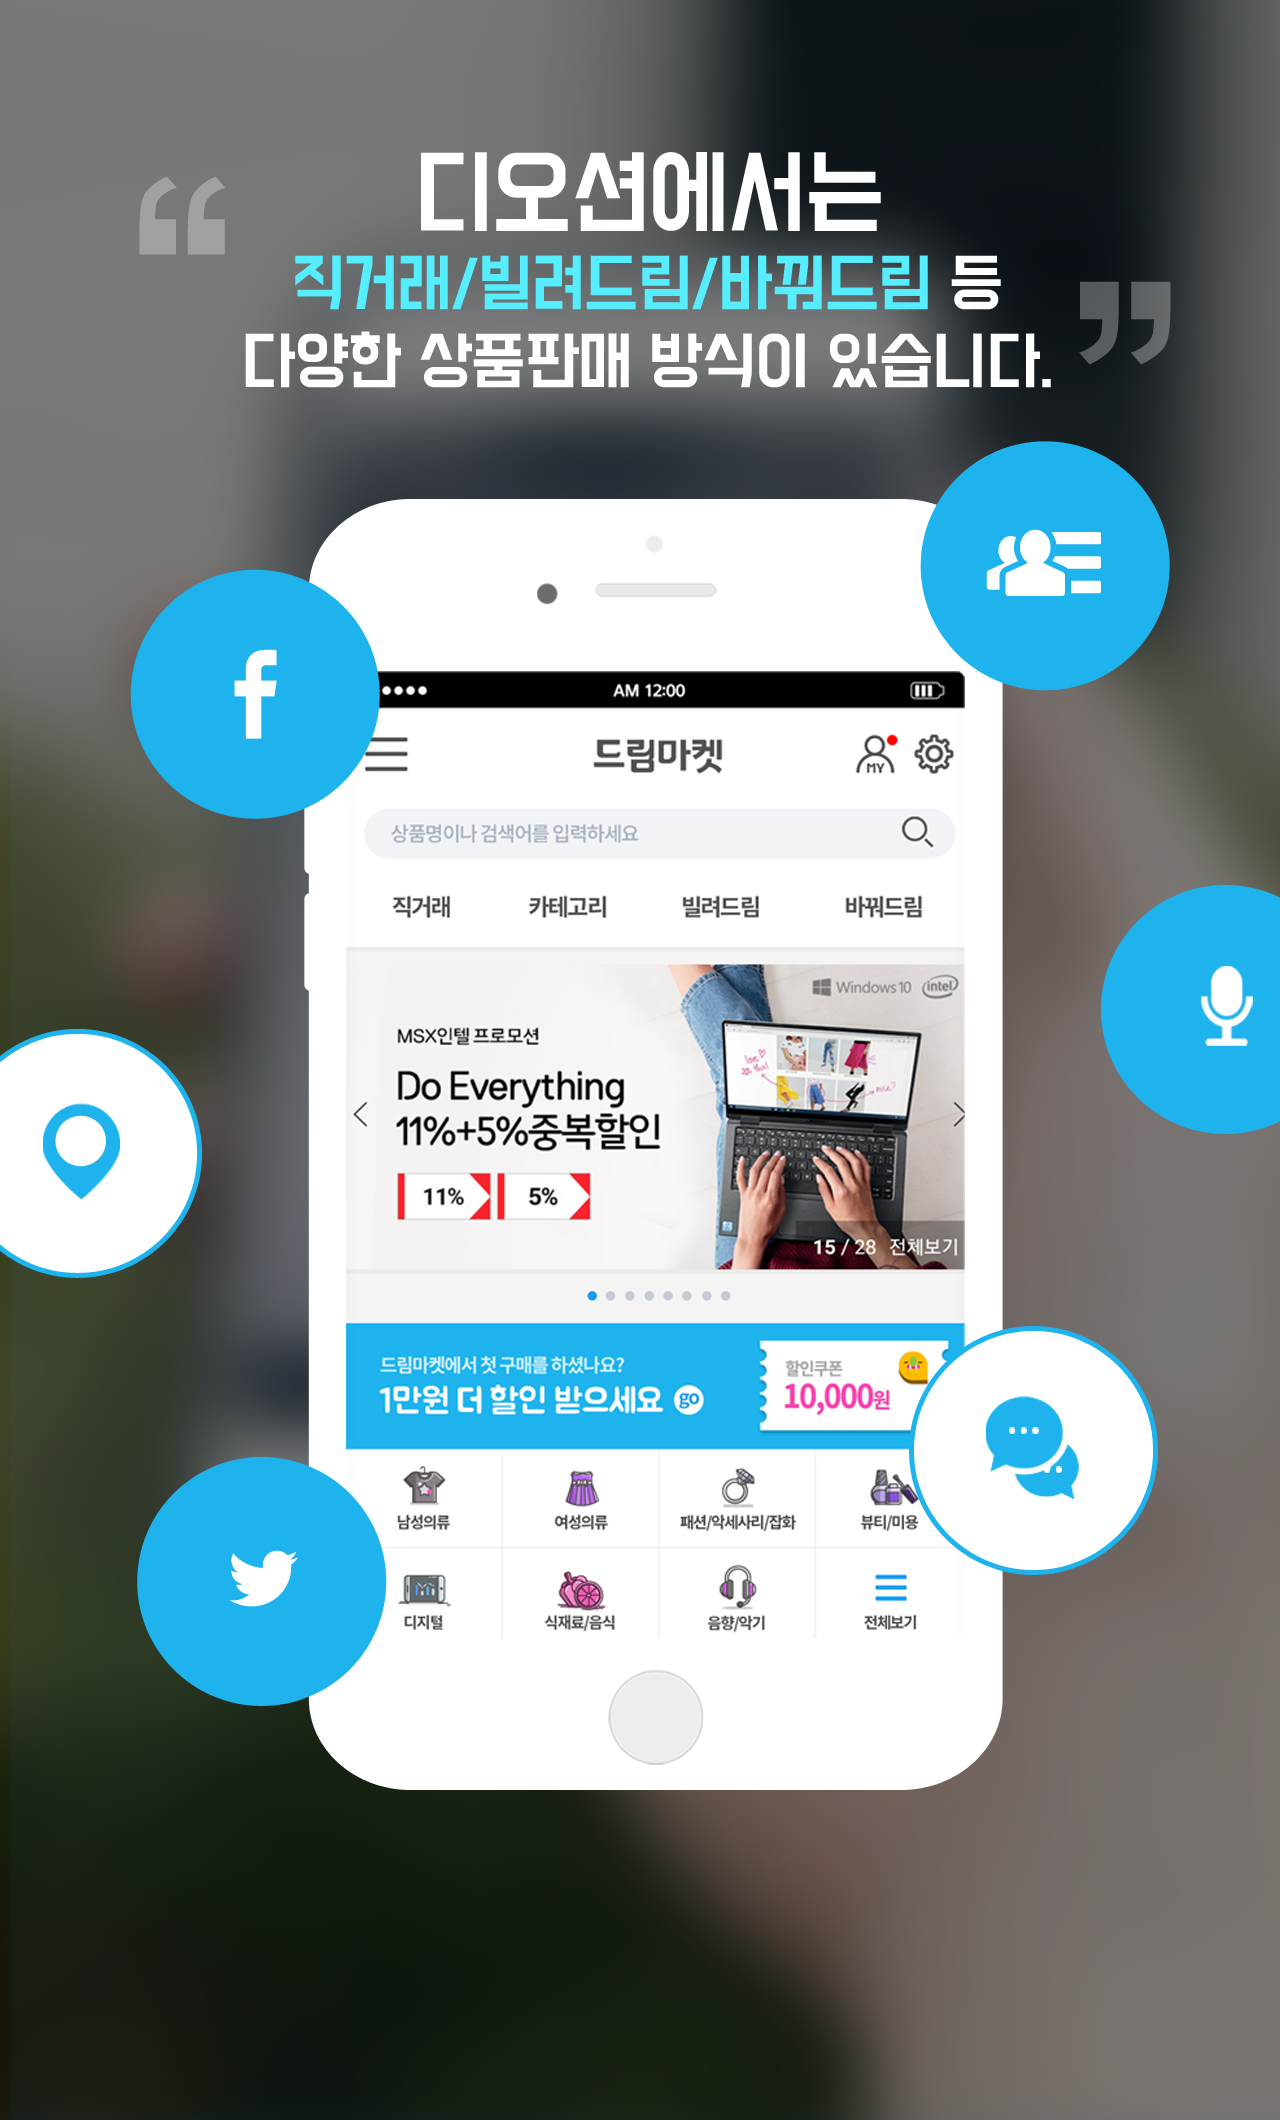 “ 디오션에서는
직거래/빌려드림/바꿔드림 등
다양한 상품판매 방식이 있습니다. ”
AM 12:00
드림마켓
MY
상품명이나 검색어를 입력하세요
직거래 카테고리 빌려드림 바꿔드림
Windows 10 intel
MSX인텔 프로모션
Do Everything
11%+5%중복할인
11% 5%
15 / 28 전체보기
드림마켓에서 첫 구매를 하셨나요?
1만원 더 할인 받으세요 go
할인쿠폰
10,000원
남성의류 여성의류 패션/악세사리/잡화 뷰티/미용
디지털 식재료/음식 음향/악기 전체보기